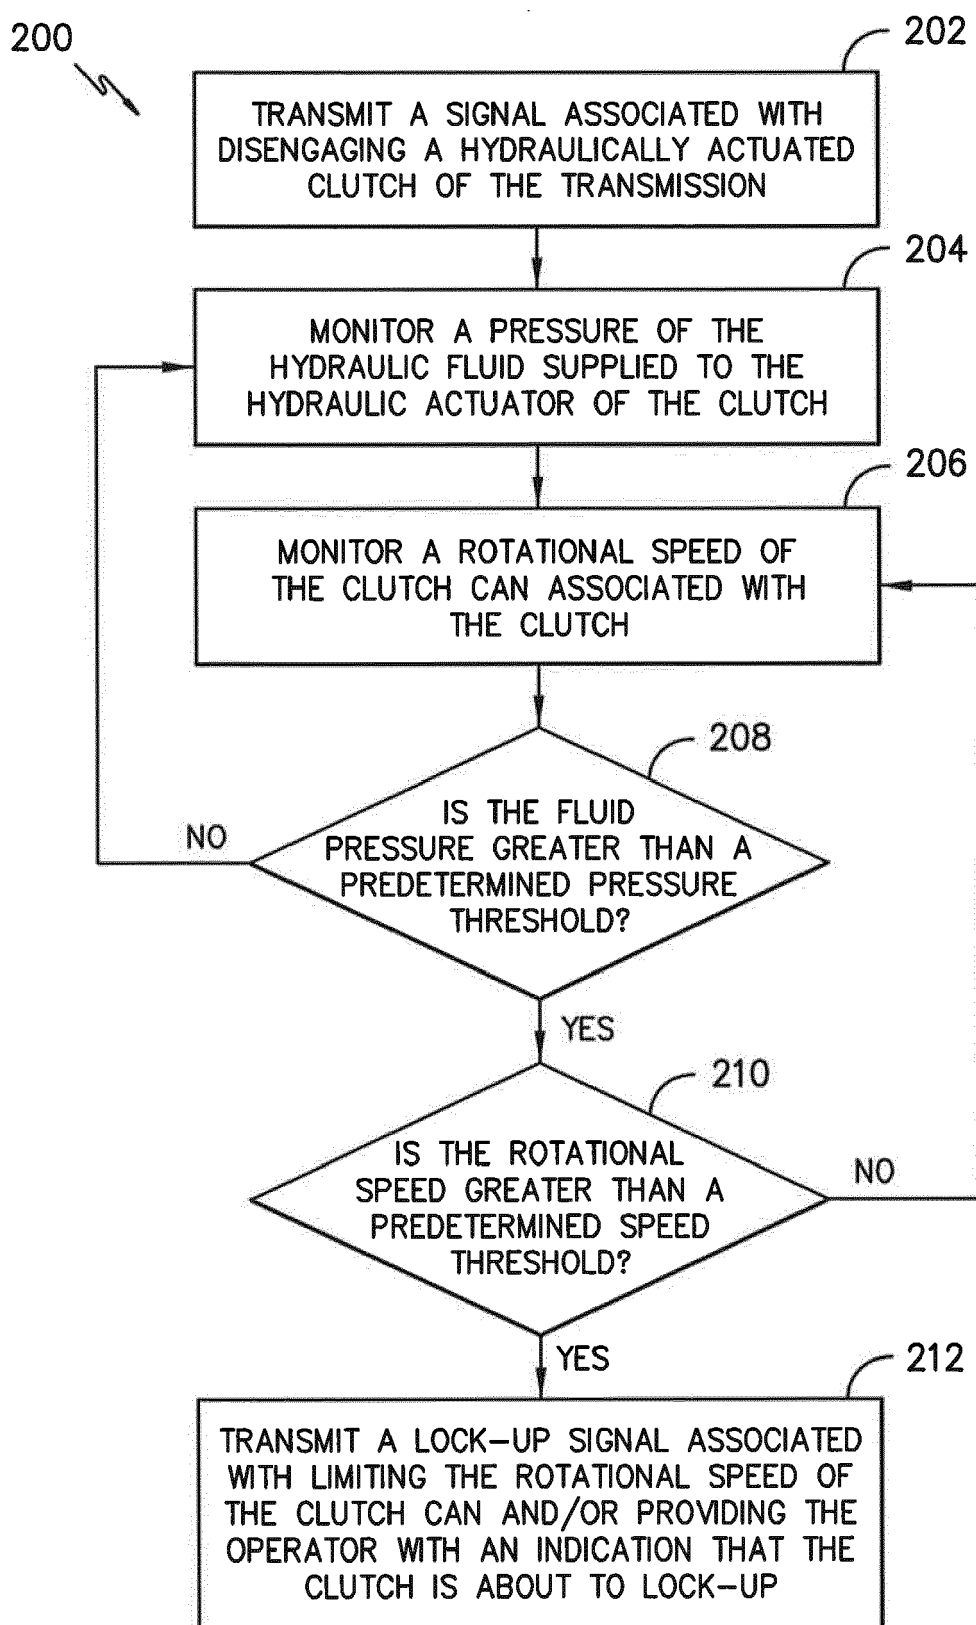 200
202
TRANSMIT A SIGNAL ASSOCIATED WITH
DISENGAGING A HYDRAULICALLY ACTUATED
CLUTCH OF THE TRANSMISSION
204
MONITOR A PRESSURE OF THE
HYDRAULIC FLUID SUPPLIED TO THE
HYDRAULIC ACTUATOR OF THE CLUTCH
206
MONITOR A ROTATIONAL SPEED OF
THE CLUTCH CAN ASSOCIATED WITH
THE CLUTCH
208
IS THE FLUID
PRESSURE GREATER THAN A
PREDETERMINED PRESSURE
THRESHOLD?
NO
YES
210
IS THE ROTATIONAL
SPEED GREATER THAN A
PREDETERMINED SPEED
THRESHOLD?
NO
YES
212
TRANSMIT A LOCK-UP SIGNAL ASSOCIATED
WITH LIMITING THE ROTATIONAL SPEED OF
THE CLUTCH CAN AND/OR PROVIDING THE
OPERATOR WITH AN INDICATION THAT THE
CLUTCH IS ABOUT TO LOCK-UP